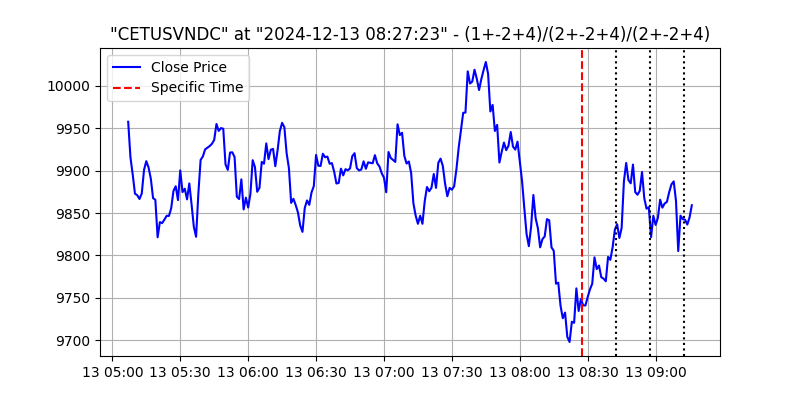 "CETUSVNDC" at "2024-12-13 08:27:23" - (1+-2+4)/(2+-2+4)/(2+-2+4)
Close Price
Specific Time
10000
9950
9900
9850
9800
9750
9700
13 05:00 13 05:30 13 06:00 13 06:30 13 07:00 13 07:30 13 08:00 13 08:30 13 09:00